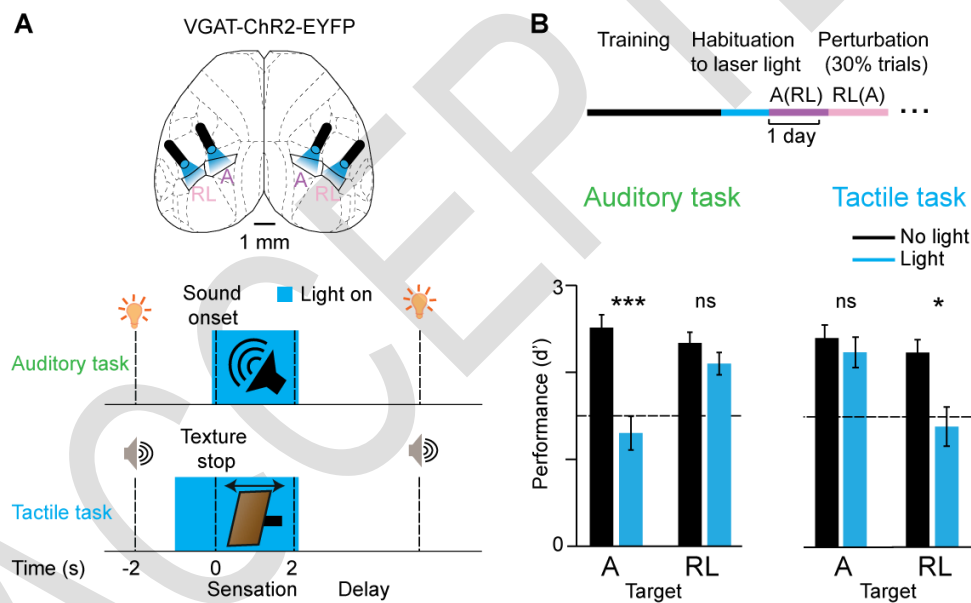 A
VGAT-ChR2-EYFP
A
A
RL
RL
1 mm
Sound
onset
Light on
Auditory task
Texture
stop
Tactile task
Time (s)
-2
0
2
Sensation
Delay
B
Training
Habituation
to laser light
Perturbation
(30% trials)
A(RL)
RL(A)
...
1 day
Auditory task
Tactile task
No light
Light
Performance (d')
3
0
***
ns
ns
*
A
RL
Target
A
RL
Target
ACCEPTE